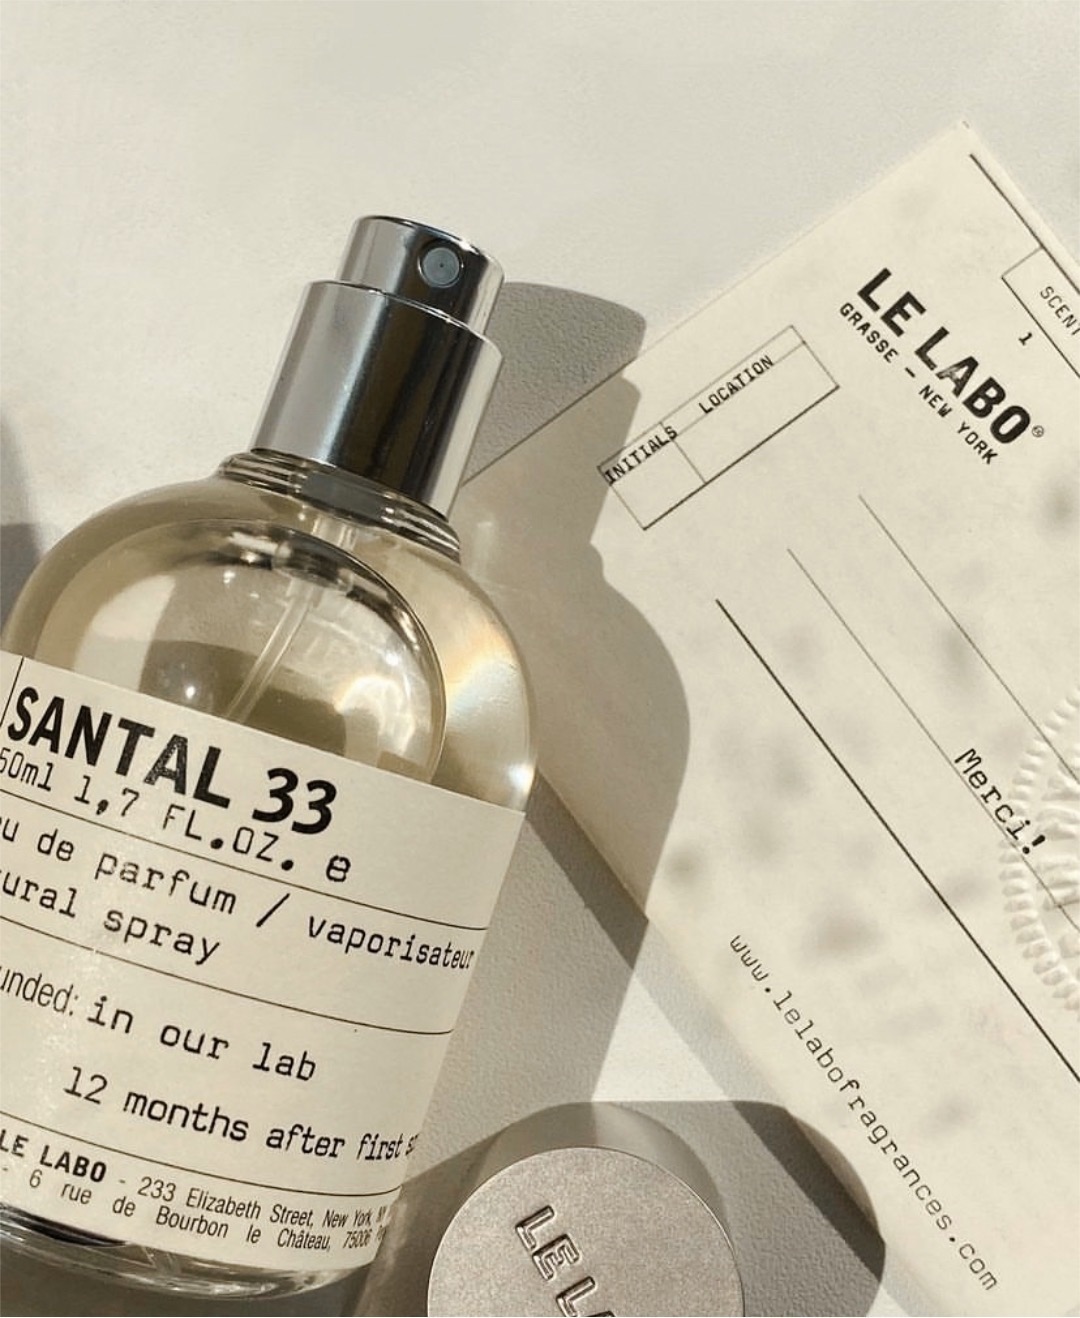 SANTAL 33
50ml 1,7 FL.OZ. e
de parfum / vaporisateur
spray
in our lab
12 months after first
LE LABO - 233 Elizabeth Street, New York,
- 6 rue de Bourbon le Château, 75006
SCENT
1
LE LABO®
GRASSE — NEW YORK
INITIALS LOCATION
Merci!
www.lelabofragrances.com
LE LA